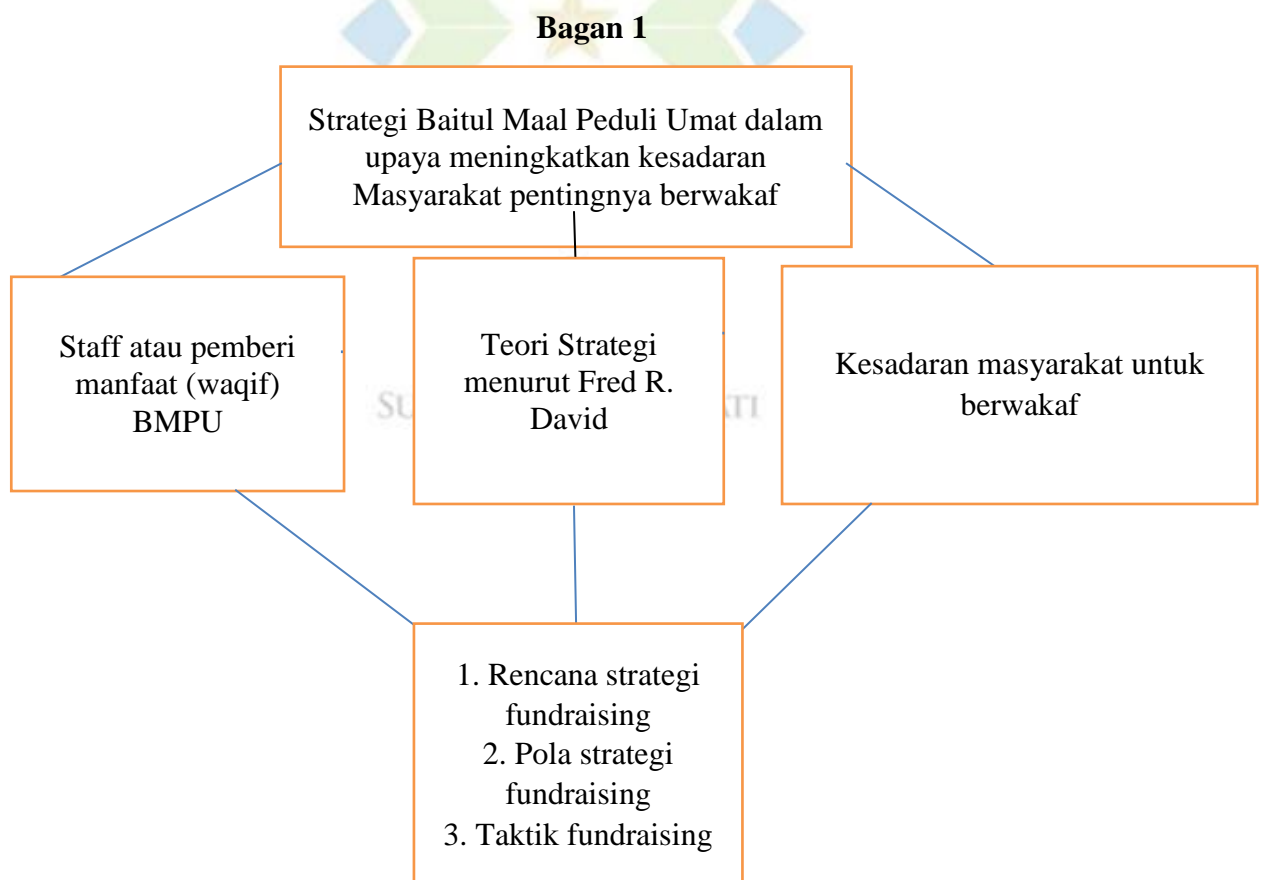 Bagan 1
Strategi Baitul Maal Peduli Umat dalam
upaya meningkatkan kesadaran
Masyarakat pentingnya berwakaf
Staff atau pemberi
manfaat (waqif)
BMPU
Teori Strategi
menurut Fred R.
David
Kesadaran masyarakat untuk
berwakaf
1. Rencana strategi
fundraising
2. Pola strategi
fundraising
3. Taktik fundraising